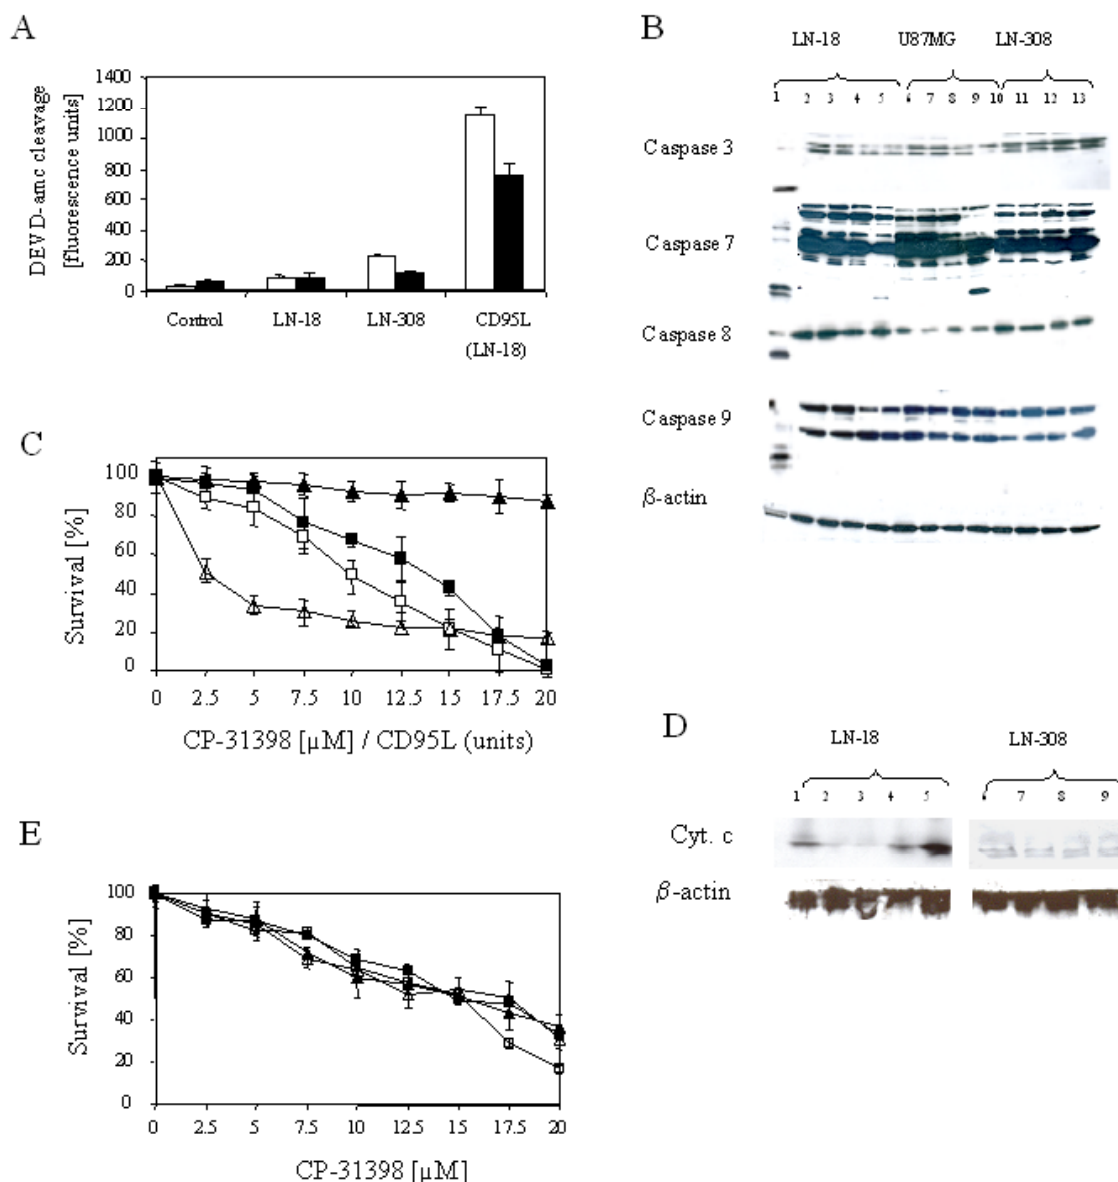 A
DEVD-amc cleavage
[fluorescence units]
1400
1200
1000
800
600
400
200
0
Control LN-18 LN-308 CD95L
(LN-18)
B
LN-18 U87MG LN-308
1 2 3 4 5 6 7 8 9 10 11 12 13
Caspase 3
Caspase 7
Caspase 8
Caspase 9
β-actin
C
Survival [%]
100
80
60
40
20
0
0 2.5 5 7.5 10 12.5 15 17.5 20
CP-31398 [μM] / CD95L (units)
D
LN-18 LN-308
1 2 3 4 5 6 7 8 9
Cyt. c
β-actin
E
Survival [%]
100
80
60
40
20
0
0 2.5 5 7.5 10 12.5 15 17.5 20
CP-31398 [μM]